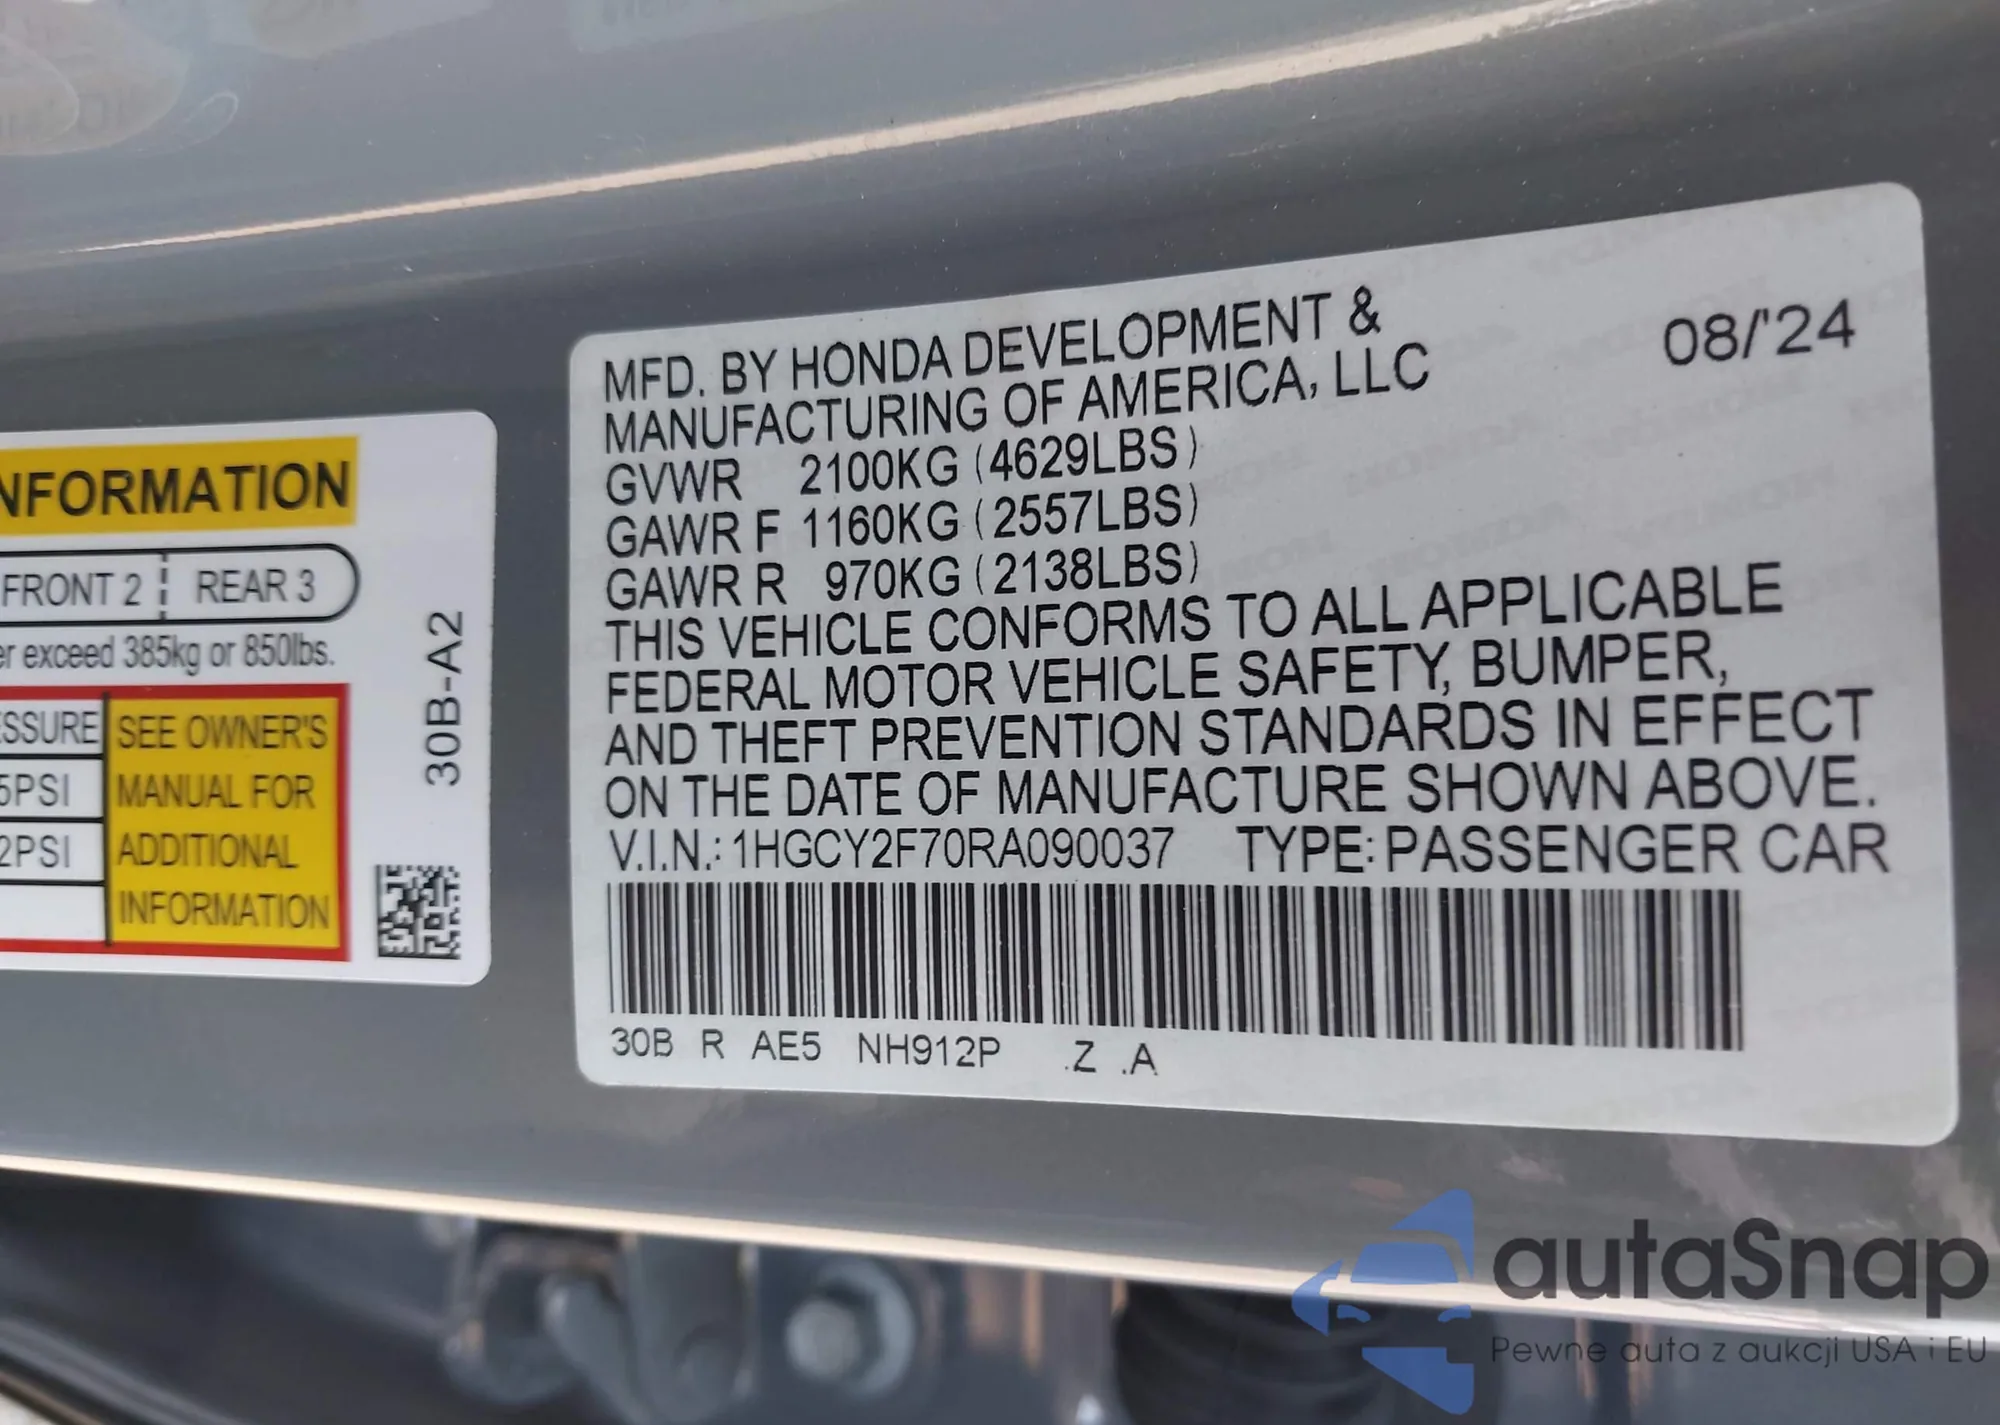 NFORMATION
FRONT 2 REAR 3
er exceed 385kg or 850lbs.
SSURE
5PSI
2PSI
SEE OWNER'S
MANUAL FOR
ADDITIONAL
INFORMATION
30B-A2
MFD. BY HONDA DEVELOPMENT &
MANUFACTURING OF AMERICA, LLC
08/'24
GVWR 2100KG (4629LBS)
GAWR F 1160KG (2557LBS)
GAWR R 970KG (2138LBS)
THIS VEHICLE CONFORMS TO ALL APPLICABLE
FEDERAL MOTOR VEHICLE SAFETY, BUMPER,
AND THEFT PREVENTION STANDARDS IN EFFECT
ON THE DATE OF MANUFACTURE SHOWN ABOVE.
V.I.N.: 1HGCY2F70RA090037 TYPE: PASSENGER CAR
30B R AE5 NH912P .Z .A
autaSnap
Pewne auta z aukcji USA i EU